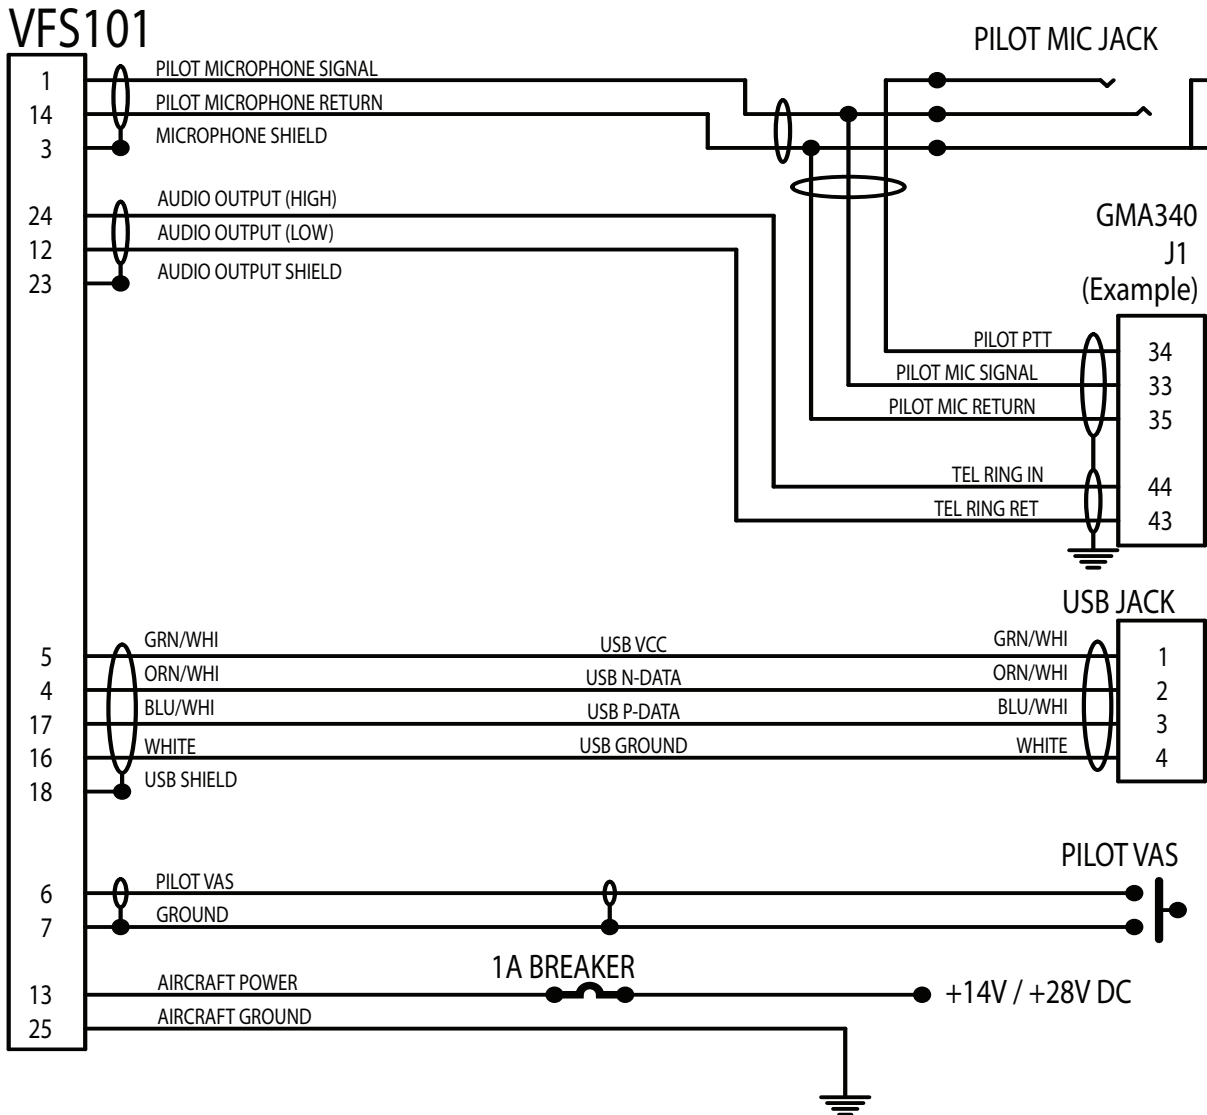 VFS101
PILOT MIC JACK
1 PILOT MICROPHONE SIGNAL
14 PILOT MICROPHONE RETURN
3 MICROPHONE SHIELD
24 AUDIO OUTPUT (HIGH)
12 AUDIO OUTPUT (LOW)
23 AUDIO OUTPUT SHIELD
GMA340
J1
(Example)
PILOT PTT 34
PILOT MIC SIGNAL 33
PILOT MIC RETURN 35
TEL RING IN 44
TEL RING RET 43
USB JACK
5 GRN/WHI USB VCC GRN/WHI 1
4 ORN/WHI USB N-DATA ORN/WHI 2
17 BLU/WHI USB P-DATA BLU/WHI 3
16 WHITE USB GROUND WHITE 4
18 USB SHIELD
PILOT VAS
6 PILOT VAS
7 GROUND
1A BREAKER
13 AIRCRAFT POWER +14V / +28V DC
25 AIRCRAFT GROUND